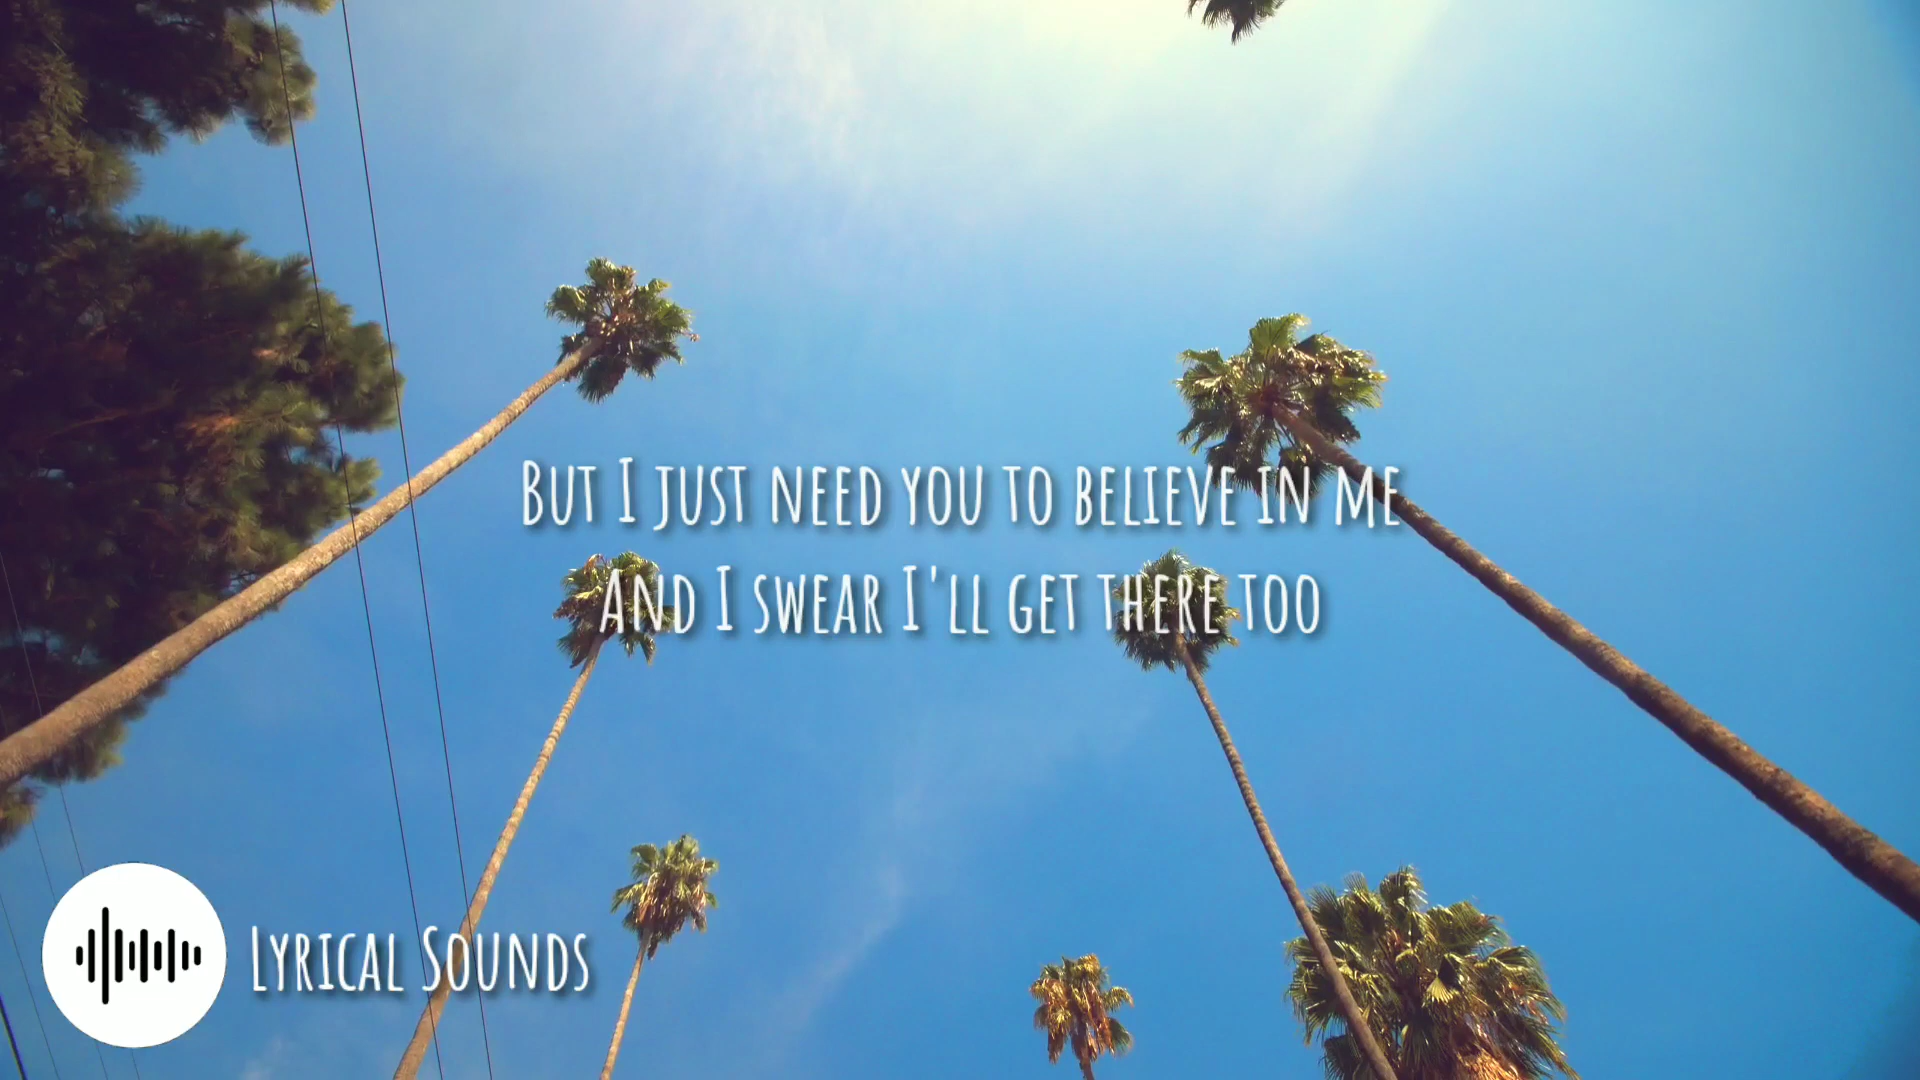 But I just need you to believe in me
And I swear I'll get there too
Lyrical Sounds